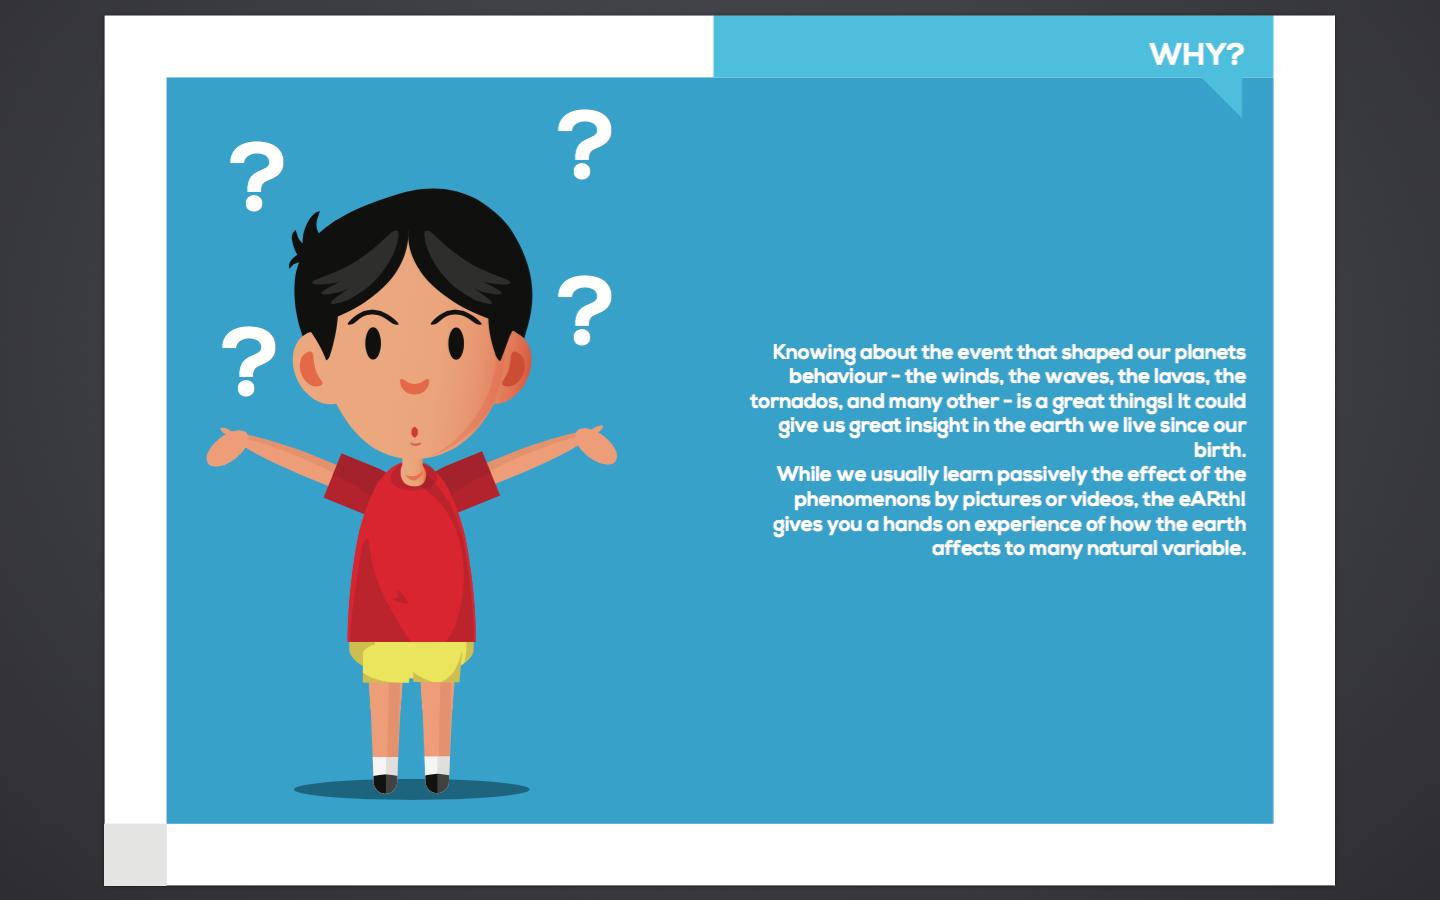 WHY?
?
?
?
?
Knowing about the event that shaped our planets
behaviour - the winds, the waves, the lavas, the
tornados, and many other - is a great things! It could
give us great insight in the earth we live since our
birth.
While we usually learn passively the effect of the
phenomenons by pictures or videos, the eARth!
gives you a hands on experience of how the earth
affects to many natural variable.